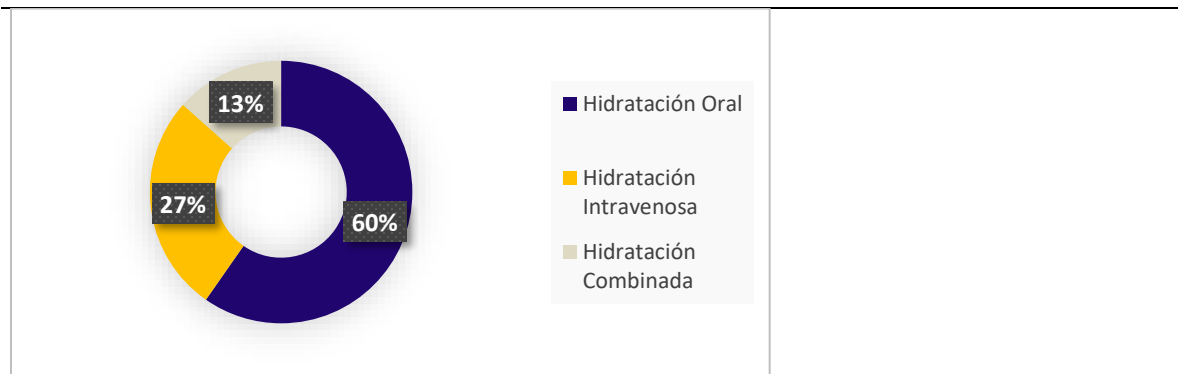 13%
27%
60%
Hidratación Oral
Hidratación
Intravenosa
Hidratación
Combinada